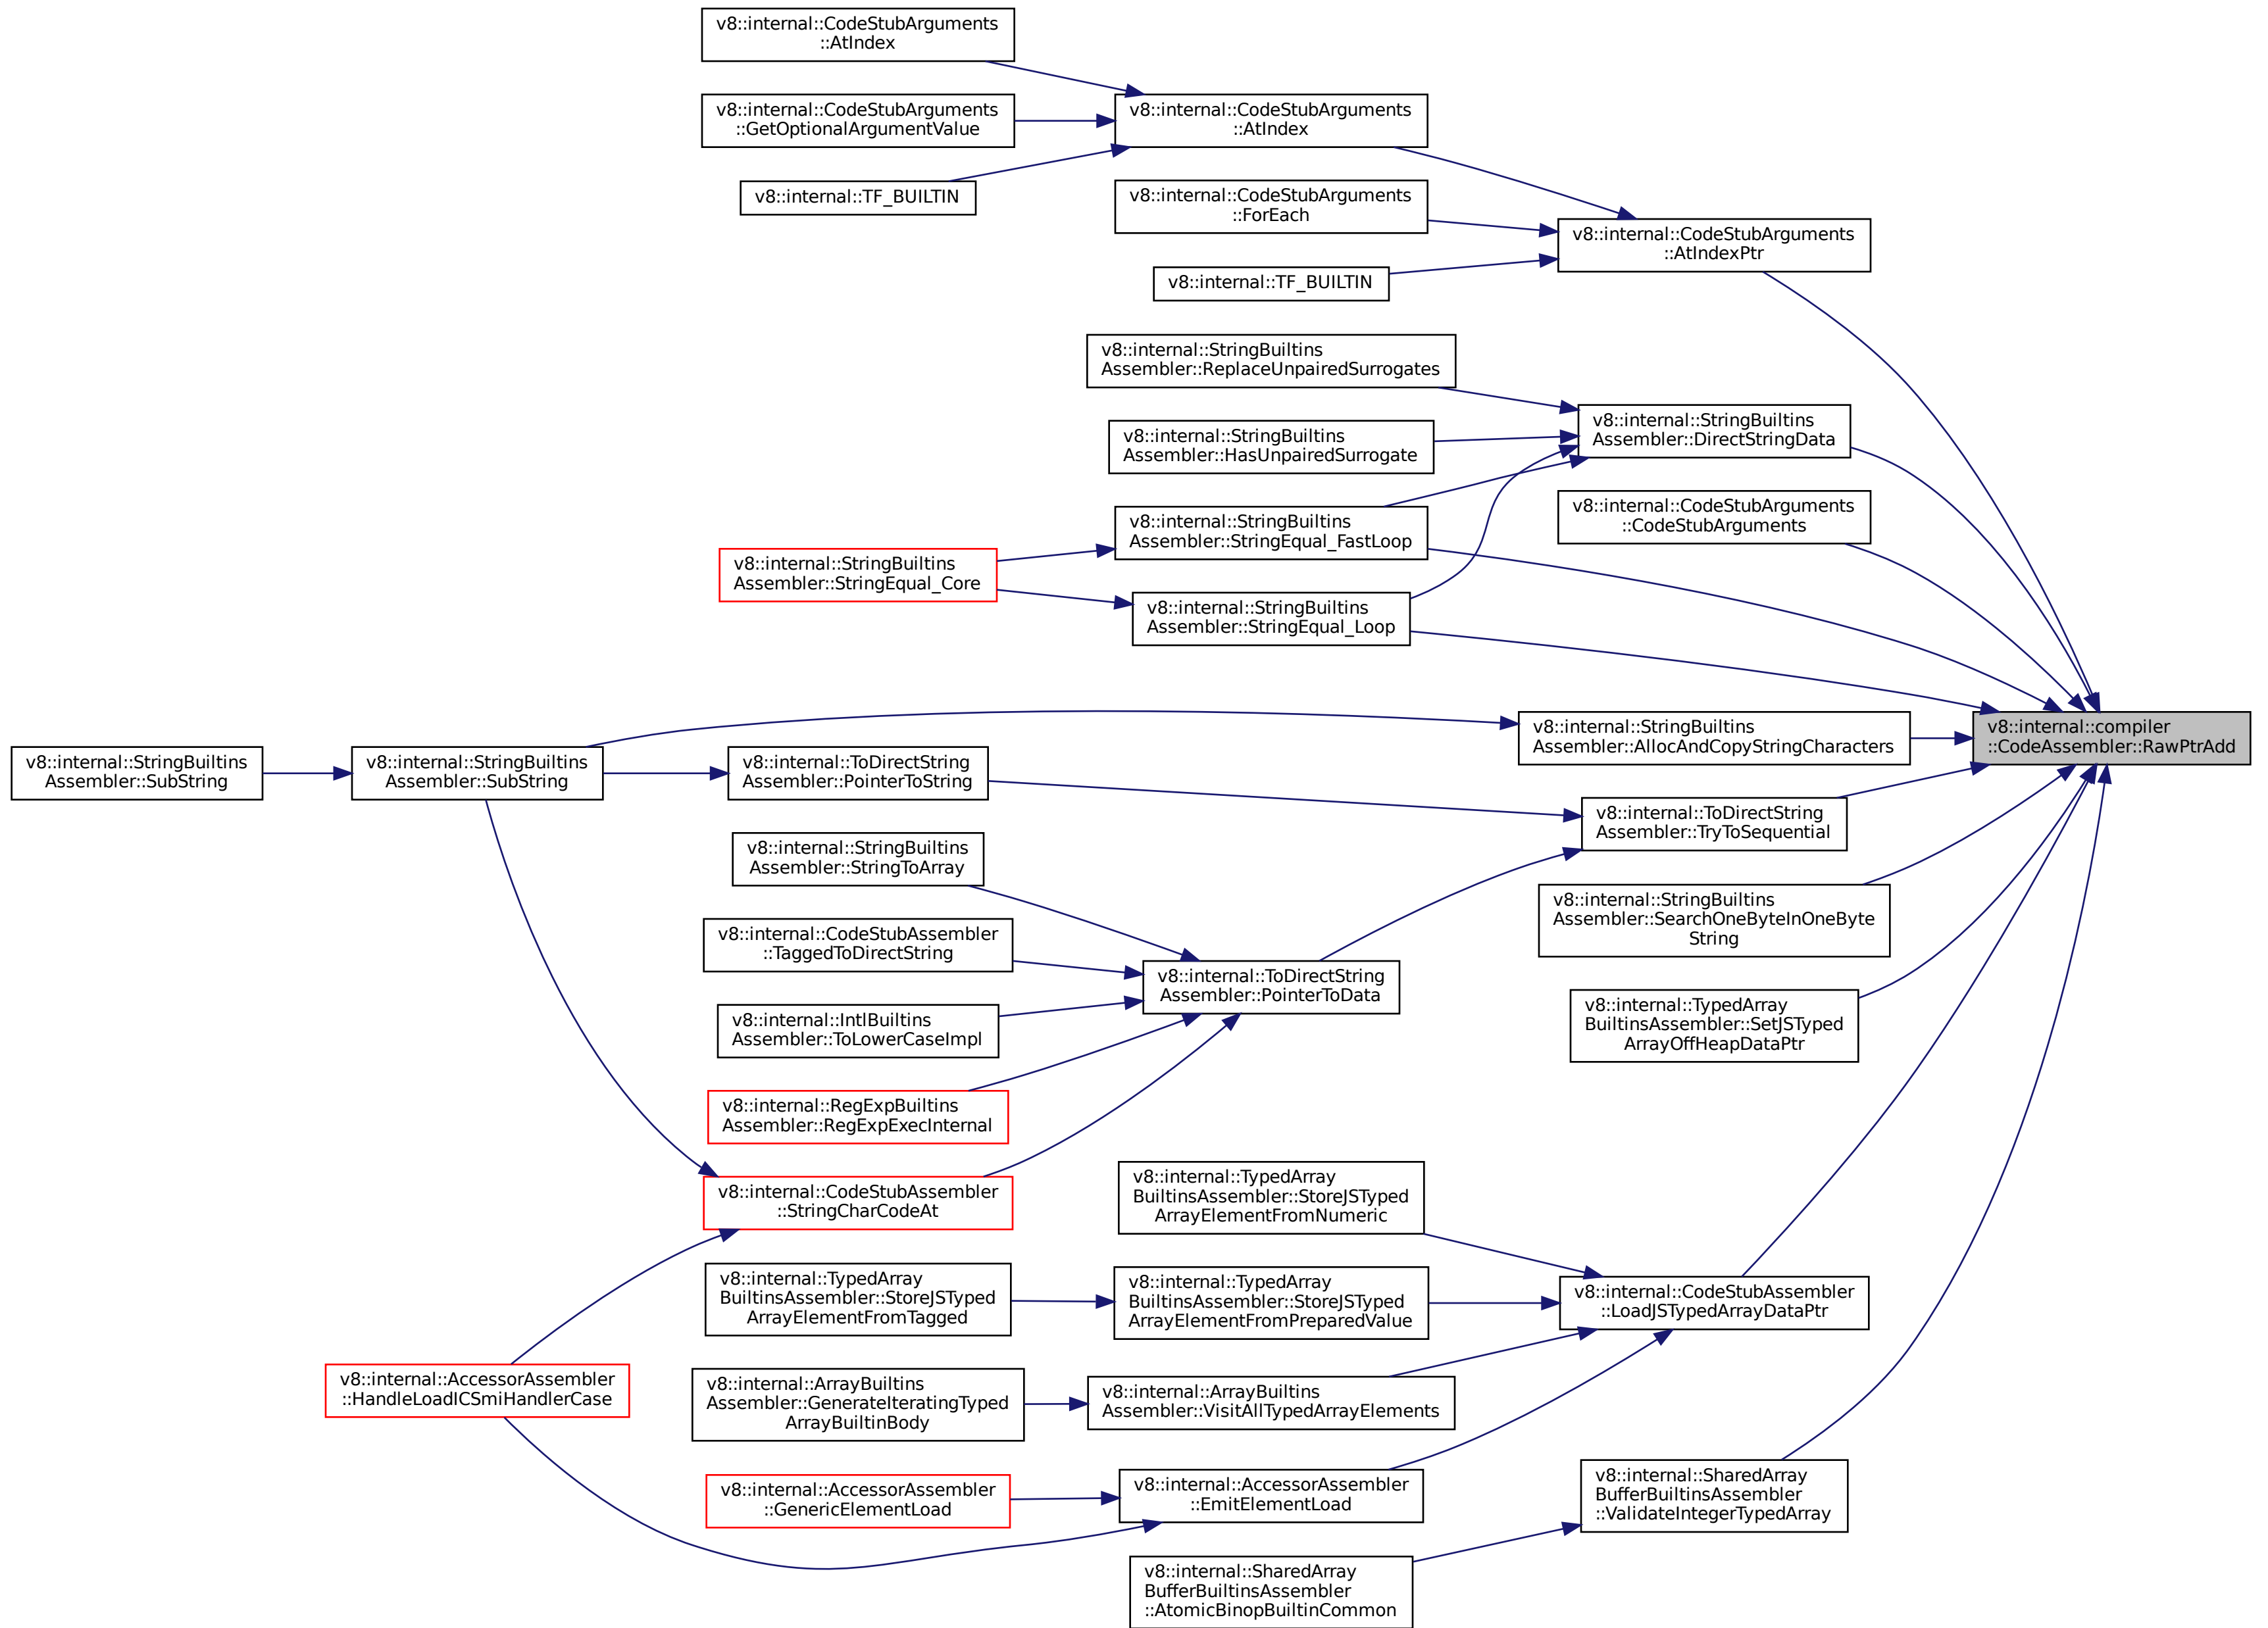 v8::internal::CodeStubArguments
::AtIndex
v8::internal::CodeStubArguments
::GetOptionalArgumentValue
v8::internal::TF_BUILTIN
v8::internal::CodeStubArguments
::AtIndex
v8::internal::CodeStubArguments
::ForEach
v8::internal::TF_BUILTIN
v8::internal::CodeStubArguments
::AtIndexPtr
v8::internal::StringBuiltins
Assembler::ReplaceUnpairedSurrogates
v8::internal::StringBuiltins
Assembler::HasUnpairedSurrogate
v8::internal::StringBuiltins
Assembler::DirectStringData
v8::internal::CodeStubArguments
::CodeStubArguments
v8::internal::StringBuiltins
Assembler::StringEqual_FastLoop
v8::internal::StringBuiltins
Assembler::StringEqual_Core
v8::internal::StringBuiltins
Assembler::StringEqual_Loop
v8::internal::StringBuiltins
Assembler::AllocAndCopyStringCharacters
v8::internal::compiler
::CodeAssembler::RawPtrAdd
v8::internal::StringBuiltins
Assembler::SubString
v8::internal::StringBuiltins
Assembler::SubString
v8::internal::ToDirectString
Assembler::PointerToString
v8::internal::ToDirectString
Assembler::TryToSequential
v8::internal::StringBuiltins
Assembler::StringToArray
v8::internal::StringBuiltins
Assembler::SearchOneByteInOneByte
String
v8::internal::CodeStubAssembler
::TaggedToDirectString
v8::internal::ToDirectString
Assembler::PointerToData
v8::internal::IntlBuiltins
Assembler::ToLowerCaseImpl
v8::internal::TypedArray
BuiltinsAssembler::SetJSTyped
ArrayOffHeapDataPtr
v8::internal::RegExpBuiltins
Assembler::RegExpExecInternal
v8::internal::CodeStubAssembler
::StringCharCodeAt
v8::internal::TypedArray
BuiltinsAssembler::StoreJSTyped
ArrayElementFromNumeric
v8::internal::TypedArray
BuiltinsAssembler::StoreJSTyped
ArrayElementFromTagged
v8::internal::TypedArray
BuiltinsAssembler::StoreJSTyped
ArrayElementFromPreparedValue
v8::internal::CodeStubAssembler
::LoadJSTypedArrayDataPtr
v8::internal::AccessorAssembler
::HandleLoadICSmiHandlerCase
v8::internal::ArrayBuiltins
Assembler::GenerateIteratingTyped
ArrayBuiltinBody
v8::internal::ArrayBuiltins
Assembler::VisitAllTypedArrayElements
v8::internal::AccessorAssembler
::GenericElementLoad
v8::internal::AccessorAssembler
::EmitElementLoad
v8::internal::SharedArray
BufferBuiltinsAssembler
::ValidateIntegerTypedArray
v8::internal::SharedArray
BufferBuiltinsAssembler
::AtomicBinopBuiltinCommon